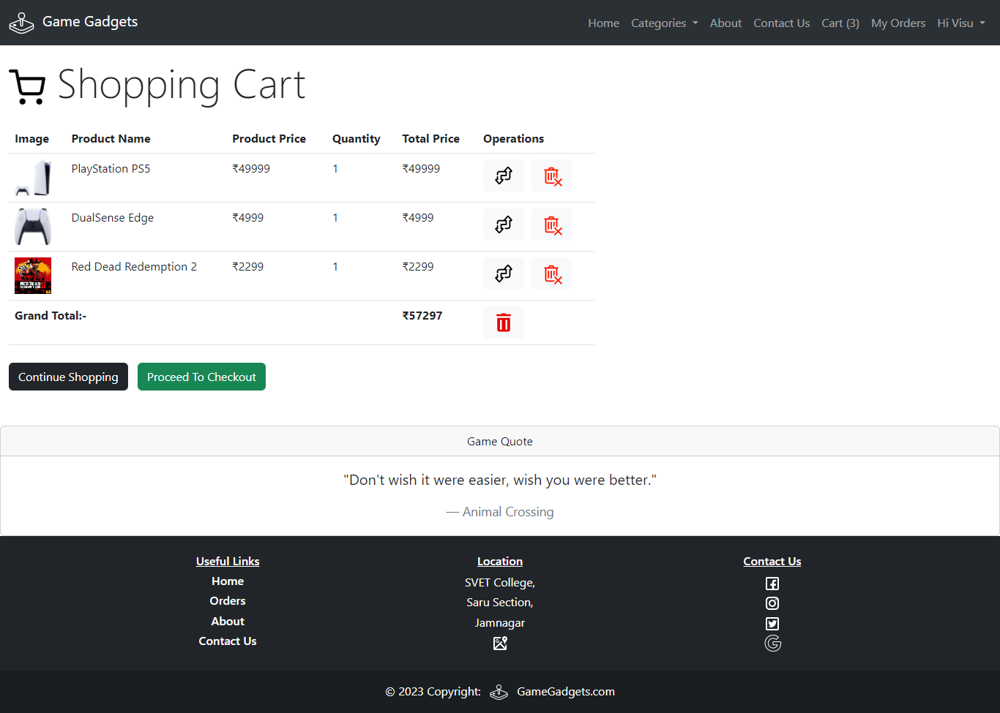 Game Gadgets
Home Categories About Contact Us Cart (3) My Orders Hi Visu
Shopping Cart
Image Product Name Product Price Quantity Total Price Operations
PlayStation PS5 ₹49999 1 ₹49999
DualSense Edge ₹4999 1 ₹4999
Red Dead Redemption 2 ₹2299 1 ₹2299
RED DEAD
REDEMPTION II
Grand Total:- ₹57297
Continue Shopping Proceed To Checkout
Game Quote
"Don't wish it were easier, wish you were better."
— Animal Crossing
Useful Links
Home
Orders
About
Contact Us
Location
SVET College,
Saru Section,
Jamnagar
Contact Us
© 2023 Copyright: GameGadgets.com